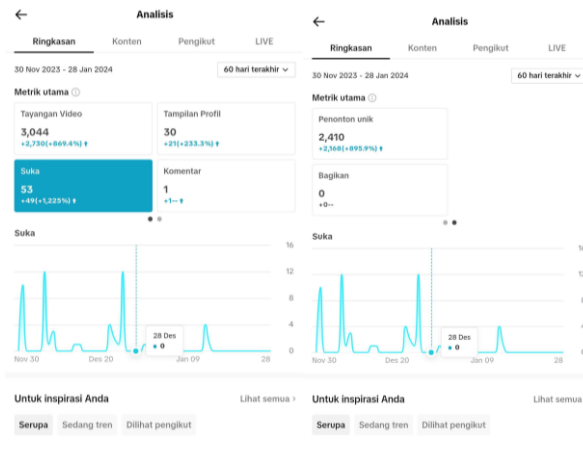 Analisis
Ringkasan Konten Pengikut LIVE
30 Nov 2023 - 28 Jan 2024 60 hari terakhir
Metrik utama
Tayangan Video Tampilan Profil
3,044 30
+2,730(+869.4%) +21(+233.3%)
Suka Komentar
53 1
+49(+1,225%) +1--
Suka
16
12
8
4
28 Des
0
0
Nov 30 Des 20 Jan 09 28
Untuk inspirasi Anda Lihat semua
Serupa Sedang tren Dilihat pengikut
Analisis
Ringkasan Konten Pengikut LIVE
30 Nov 2023 - 28 Jan 2024 60 hari terakhir
Metrik utama
Penonton unik
2,410
+2,168(+895.9%)
Bagikan
0
+0--
Suka
28 Des
0
Nov 30 Des 20 Jan 09 28
Untuk inspirasi Anda Lihat semua
Serupa Sedang tren Dilihat pengikut